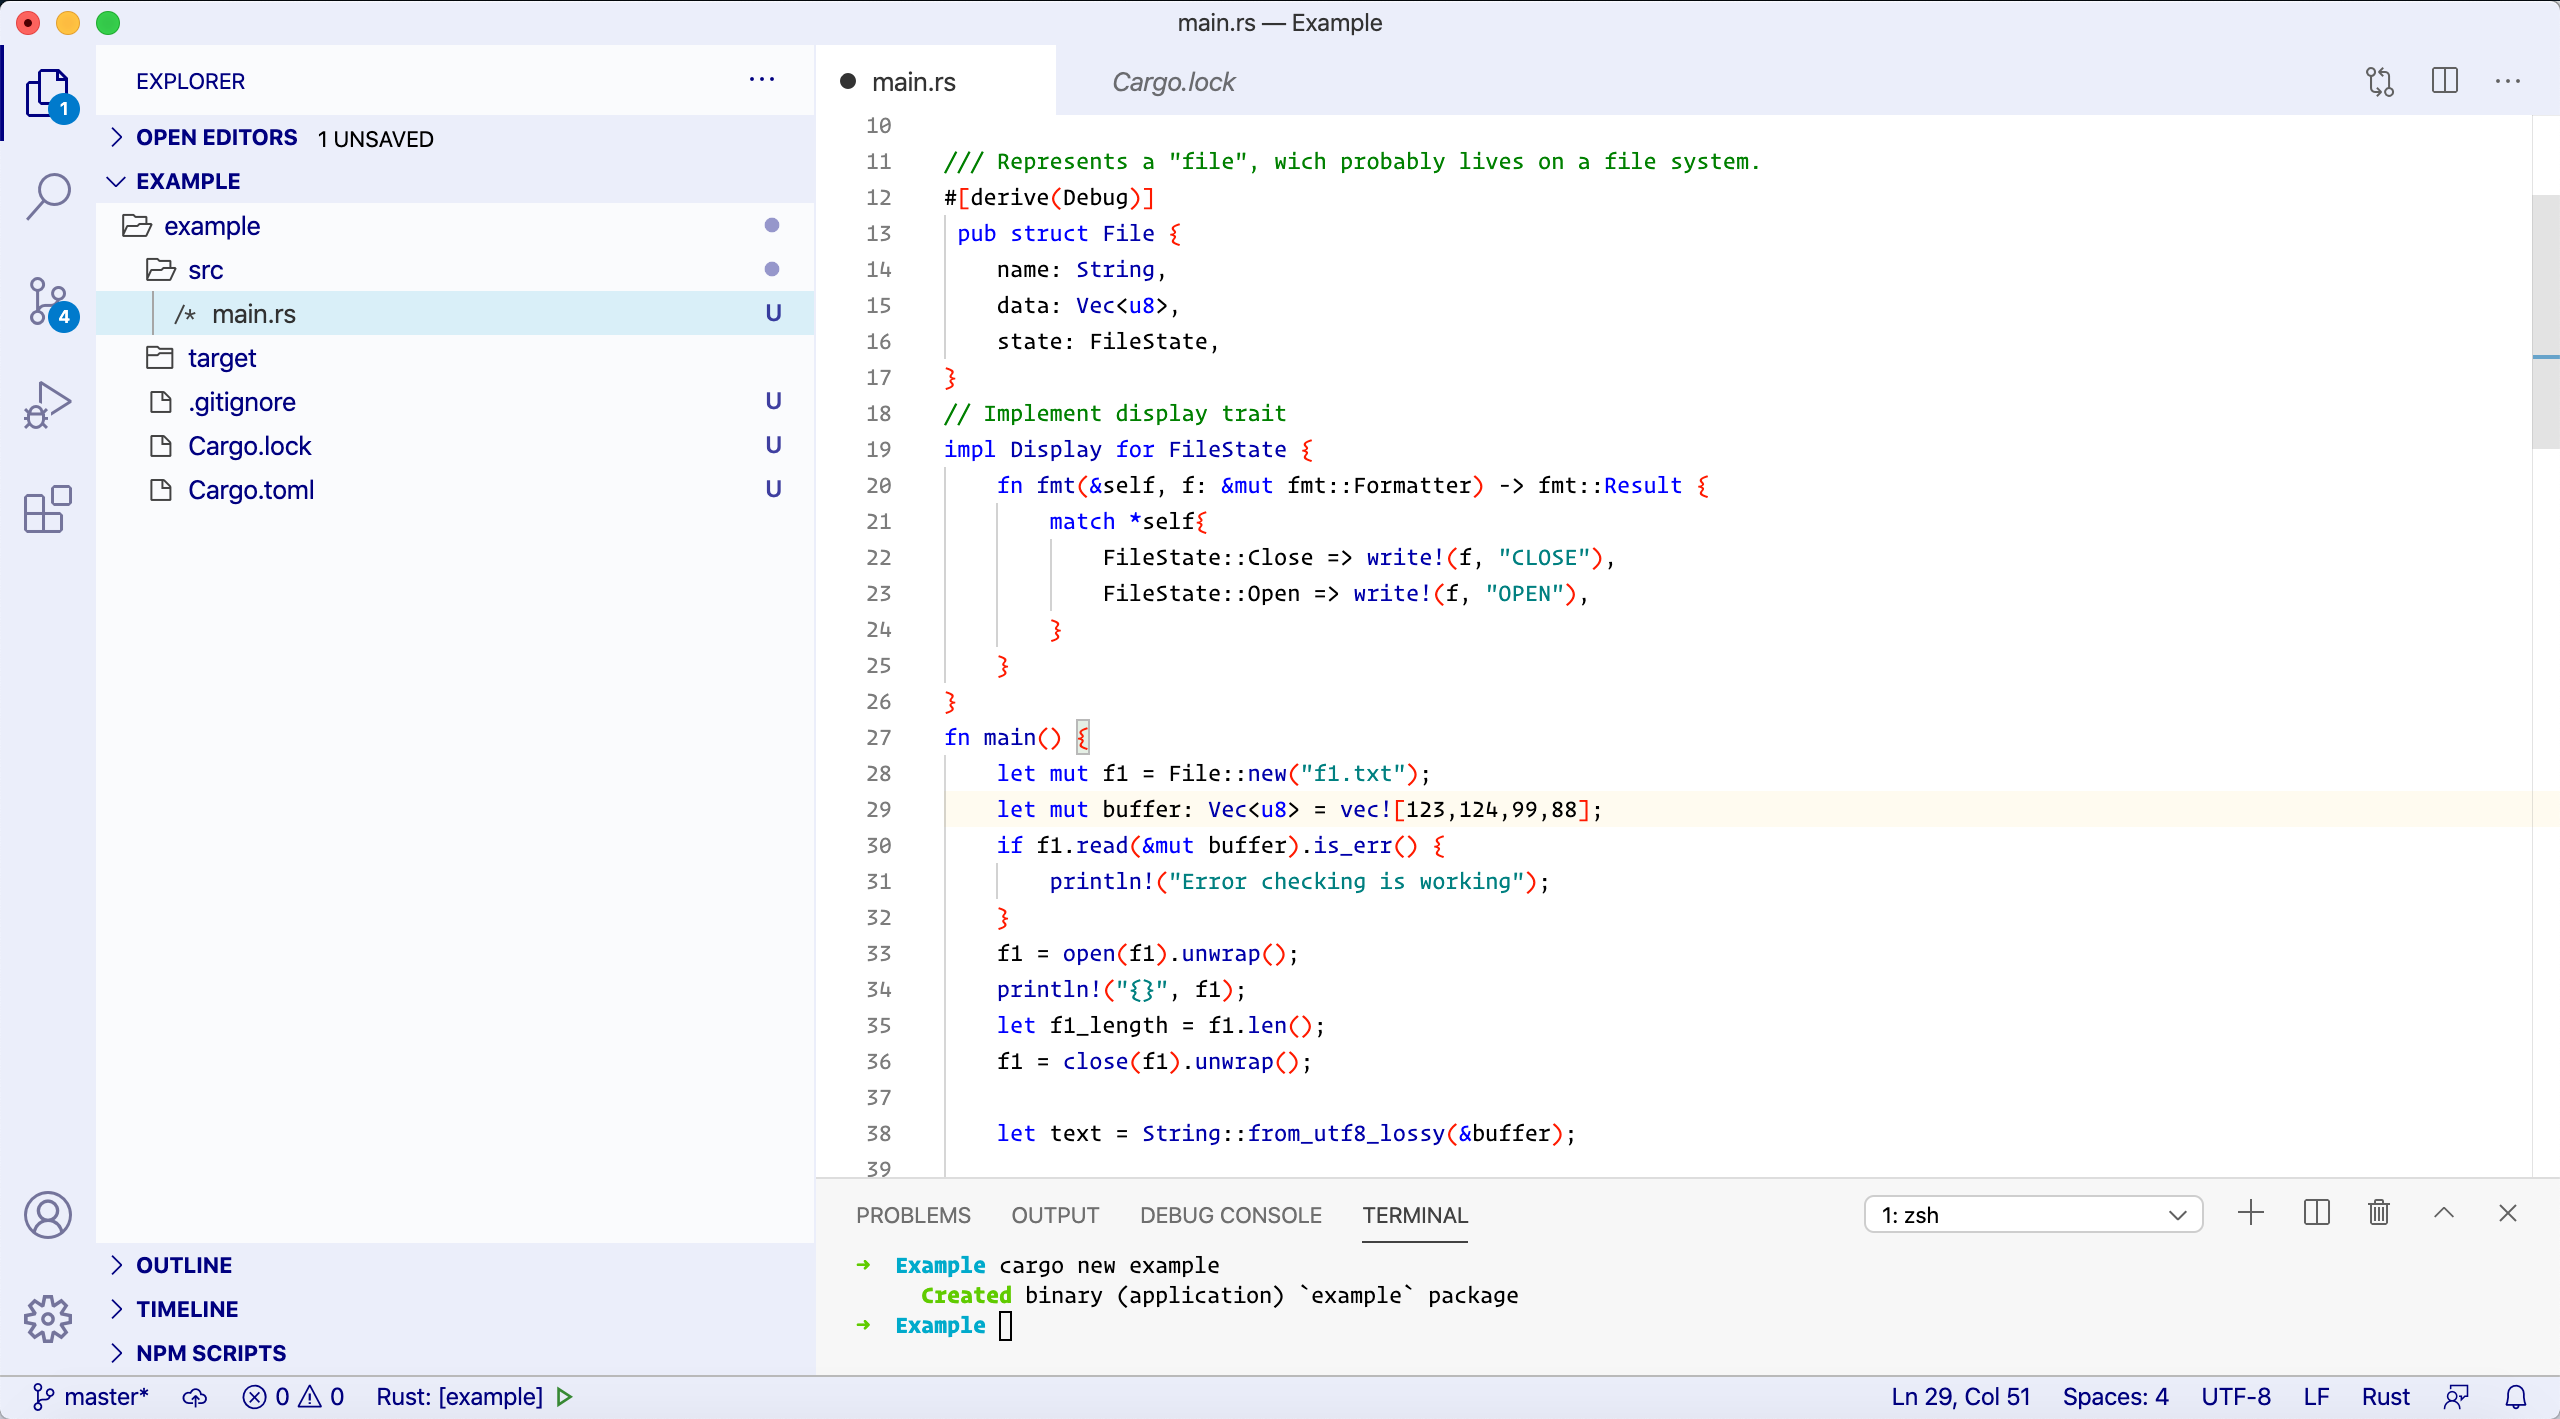 main.rs — Example
EXPLORER
1
OPEN EDITORS 1 UNSAVED
EXAMPLE
example
src
/* main.rs U
4
target
.gitignore U
Cargo.lock U
Cargo.toml U
OUTLINE
TIMELINE
NPM SCRIPTS
main.rs
Cargo.lock
10
11 /// Represents a "file", wich probably lives on a file system.
12 #[derive(Debug)]
13 pub struct File {
14 name: String,
15 data: Vec<u8>,
16 state: FileState,
17 }
18 // Implement display trait
19 impl Display for FileState {
20 fn fmt(&self, f: &mut fmt::Formatter) -> fmt::Result {
21 match *self{
22 FileState::Close => write!(f, "CLOSE"),
23 FileState::Open => write!(f, "OPEN"),
24 }
25 }
26 }
27 fn main() {
28 let mut f1 = File::new("f1.txt");
29 let mut buffer: Vec<u8> = vec![123,124,99,88];
30 if f1.read(&mut buffer).is_err() {
31 println!("Error checking is working");
32 }
33 f1 = open(f1).unwrap();
34 println!("{}", f1);
35 let f1_length = f1.len();
36 f1 = close(f1).unwrap();
37
38 let text = String::from_utf8_lossy(&buffer);
39
PROBLEMS OUTPUT DEBUG CONSOLE TERMINAL 1: zsh
➜ Example cargo new example
Created binary (application) `example` package
➜ Example
master* 0 0 Rust: [example] Ln 29, Col 51 Spaces: 4 UTF-8 LF Rust